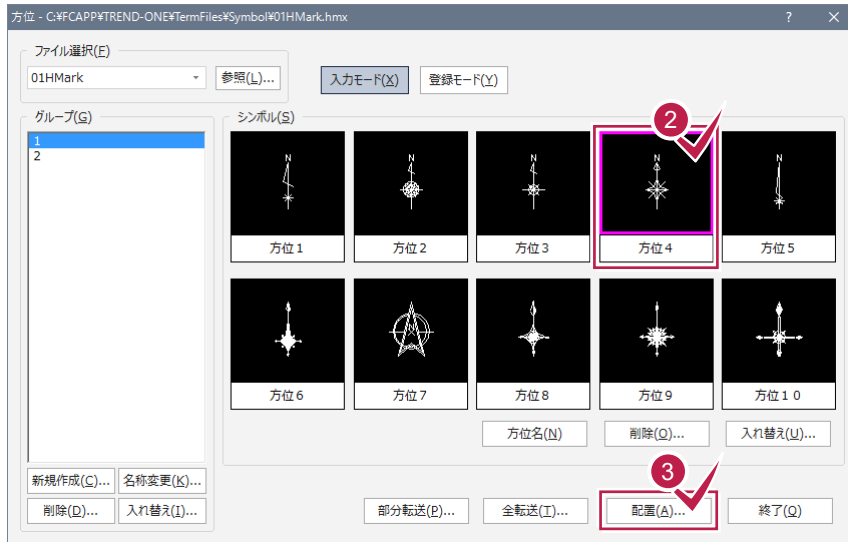 方位 - C:¥FCAPP¥TREND-ONE¥TermFiles¥Symbol¥01HMark.hmx ? ×
ファイル選択(F)
01HMark 参照(L)... 入力モード(X) 登録モード(Y)
グループ(G) シンボル(S)
1
2
2
N N N N N
方位1 方位2 方位3 方位4 方位5
N
方位6 方位7 方位8 方位9 方位10
方位名(N) 削除(O)... 入れ替え(U)...
3
新規作成(C)... 名称変更(K)...
削除(D)... 入れ替え(I)... 部分転送(P)... 全転送(T)... 配置(A)... 終了(Q)